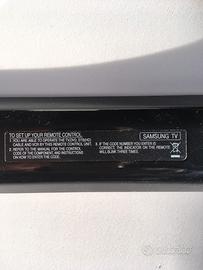 TO SET UP YOUR REMOTE CONTROL
1. YOU ARE ABLE TO OPERATE THE TV,DVD, STB(HD)
CABLE AND VCR BY THIS REMOTE CONTROL UNIT.
2. REFER TO THE MANUAL FOR THE CONTROL
CODE OF THE COMPONENT, AND INSTRUCTIONS
ON HOW TO ENTER THE CODE.
3. IF THE CODE NUMBER YOU ENTER IS
CORRECT, THE INDICATOR ON THE REMOTE
WILL BLINK THREE TIMES.
SAMSUNG TV
subito